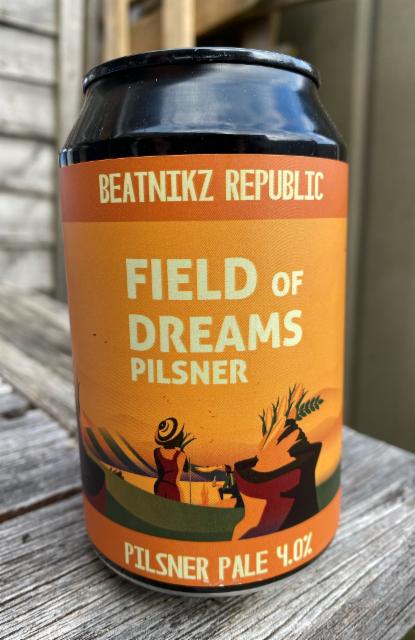 BEATNIKZ REPUBLIC
FIELD OF
DREAMS
PILSNER
PILSNER PALE 4.0%